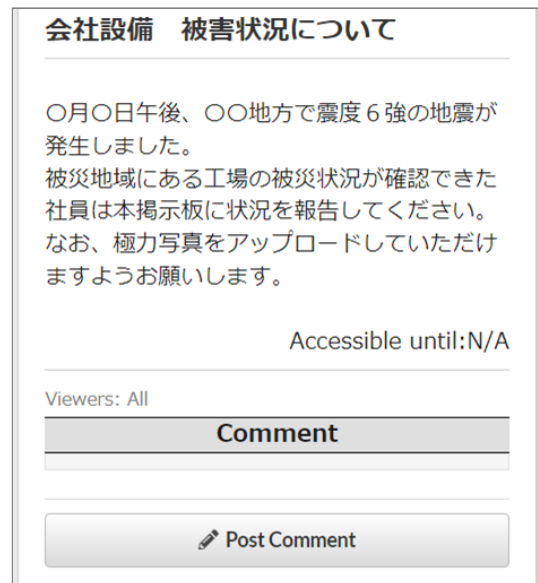 会社設備　被害状況について
〇月〇日午後、〇〇地方で震度６強の地震が
発生しました。
被災地域にある工場の被災状況が確認できた
社員は本掲示板に状況を報告してください。
なお、極力写真をアップロードしていただけ
ますようお願いします。
Accessible until:N/A
Viewers: All
Comment
Post Comment